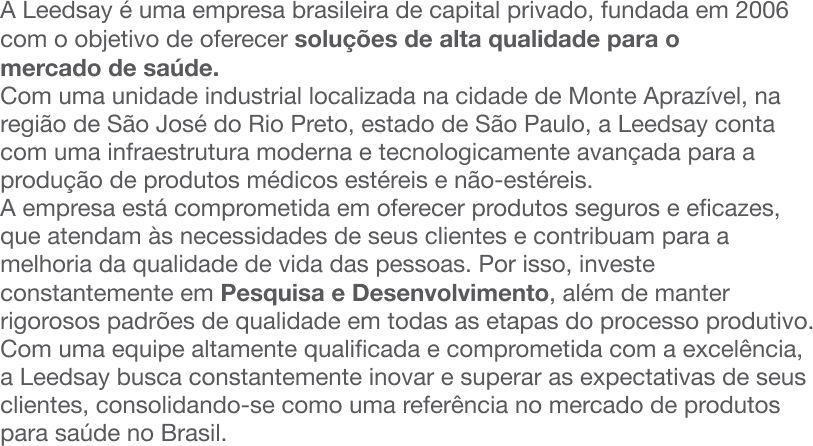 A Leedsay é uma empresa brasileira de capital privado, fundada em 2006
com o objetivo de oferecer soluções de alta qualidade para o
mercado de saúde.
Com uma unidade industrial localizada na cidade de Monte Aprazível, na
região de São José do Rio Preto, estado de São Paulo, a Leedsay conta
com uma infraestrutura moderna e tecnologicamente avançada para a
produção de produtos médicos estéreis e não-estéreis.
A empresa está comprometida em oferecer produtos seguros e eficazes,
que atendam às necessidades de seus clientes e contribuam para a
melhoria da qualidade de vida das pessoas. Por isso, investe
constantemente em Pesquisa e Desenvolvimento, além de manter
rigorosos padrões de qualidade em todas as etapas do processo produtivo.
Com uma equipe altamente qualificada e comprometida com a excelência,
a Leedsay busca constantemente inovar e superar as expectativas de seus
clientes, consolidando-se como uma referência no mercado de produtos
para saúde no Brasil.